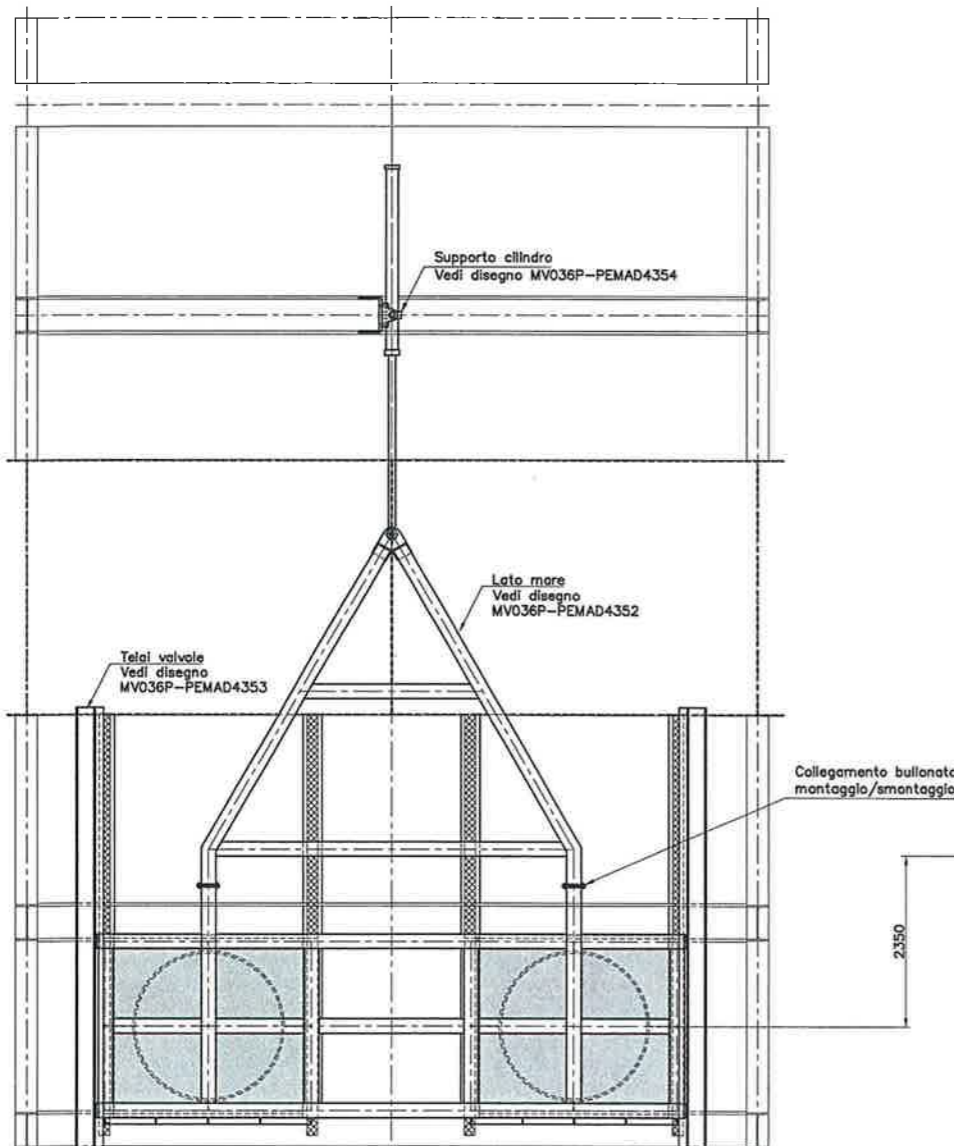 Supporto cilindro
Vedi disegno MV036P-PEMAD4354
Lato mare
Vedi disegno
MV036P-PEMAD4352
Telai valvole
Vedi disegno
MV036P-PEMAD4353
Collegamento bullonato
montaggio/smontaggio
2350